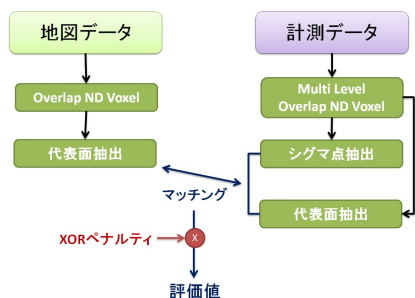 地図データ
計測データ
Overlap ND Voxel
Multi Level
Overlap ND Voxel
代表面抽出
シグマ点抽出
マッチング
代表面抽出
XORペナルティ
X
評価値